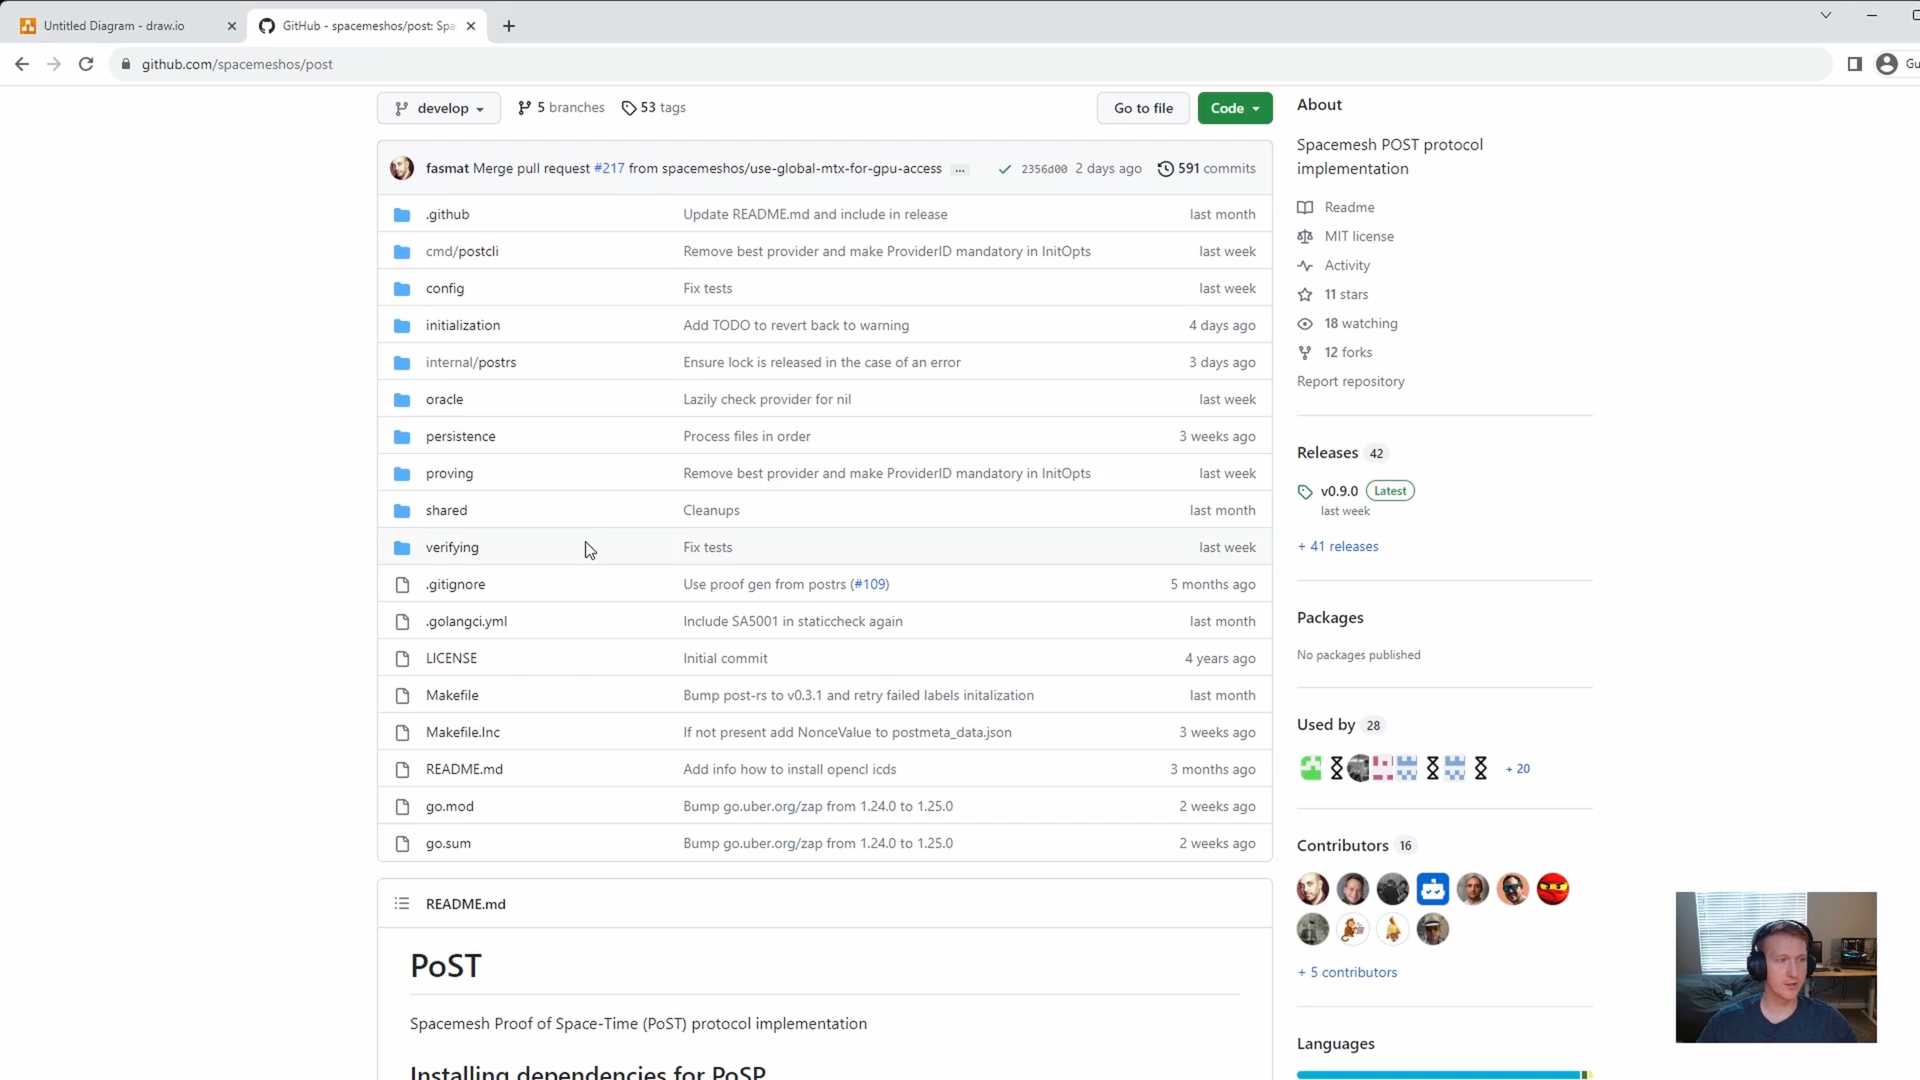 Untitled Diagram - draw.io
GitHub - spacemeshos/post: Spa
github.com/spacemeshos/post
Gu
develop
5 branches
53 tags
Go to file
Code
fasmat Merge pull request #217 from spacemeshos/use-global-mtx-for-gpu-access ...
2356d00 2 days ago
591 commits
.github Update README.md and include in release last month
cmd/postcli Remove best provider and make ProviderID mandatory in InitOpts last week
config Fix tests last week
initialization Add TODO to revert back to warning 4 days ago
internal/postrs Ensure lock is released in the case of an error 3 days ago
oracle Lazily check provider for nil last week
persistence Process files in order 3 weeks ago
proving Remove best provider and make ProviderID mandatory in InitOpts last week
shared Cleanups last month
verifying Fix tests last week
.gitignore Use proof gen from postrs (#109) 5 months ago
.golangci.yml Include SA5001 in staticcheck again last month
LICENSE Initial commit 4 years ago
Makefile Bump post-rs to v0.3.1 and retry failed labels initalization last month
Makefile.Inc If not present add NonceValue to postmeta_data.json 3 weeks ago
README.md Add info how to install opencl icds 3 months ago
go.mod Bump go.uber.org/zap from 1.24.0 to 1.25.0 2 weeks ago
go.sum Bump go.uber.org/zap from 1.24.0 to 1.25.0 2 weeks ago
README.md
PoST
Spacemesh Proof of Space-Time (PoST) protocol implementation
Installing dependencies for PoSP
About
Spacemesh POST protocol
implementation
Readme
MIT license
Activity
11 stars
18 watching
12 forks
Report repository
Releases 42
v0.9.0 Latest
last week
+ 41 releases
Packages
No packages published
Used by 28
+ 20
Contributors 16
+ 5 contributors
Languages